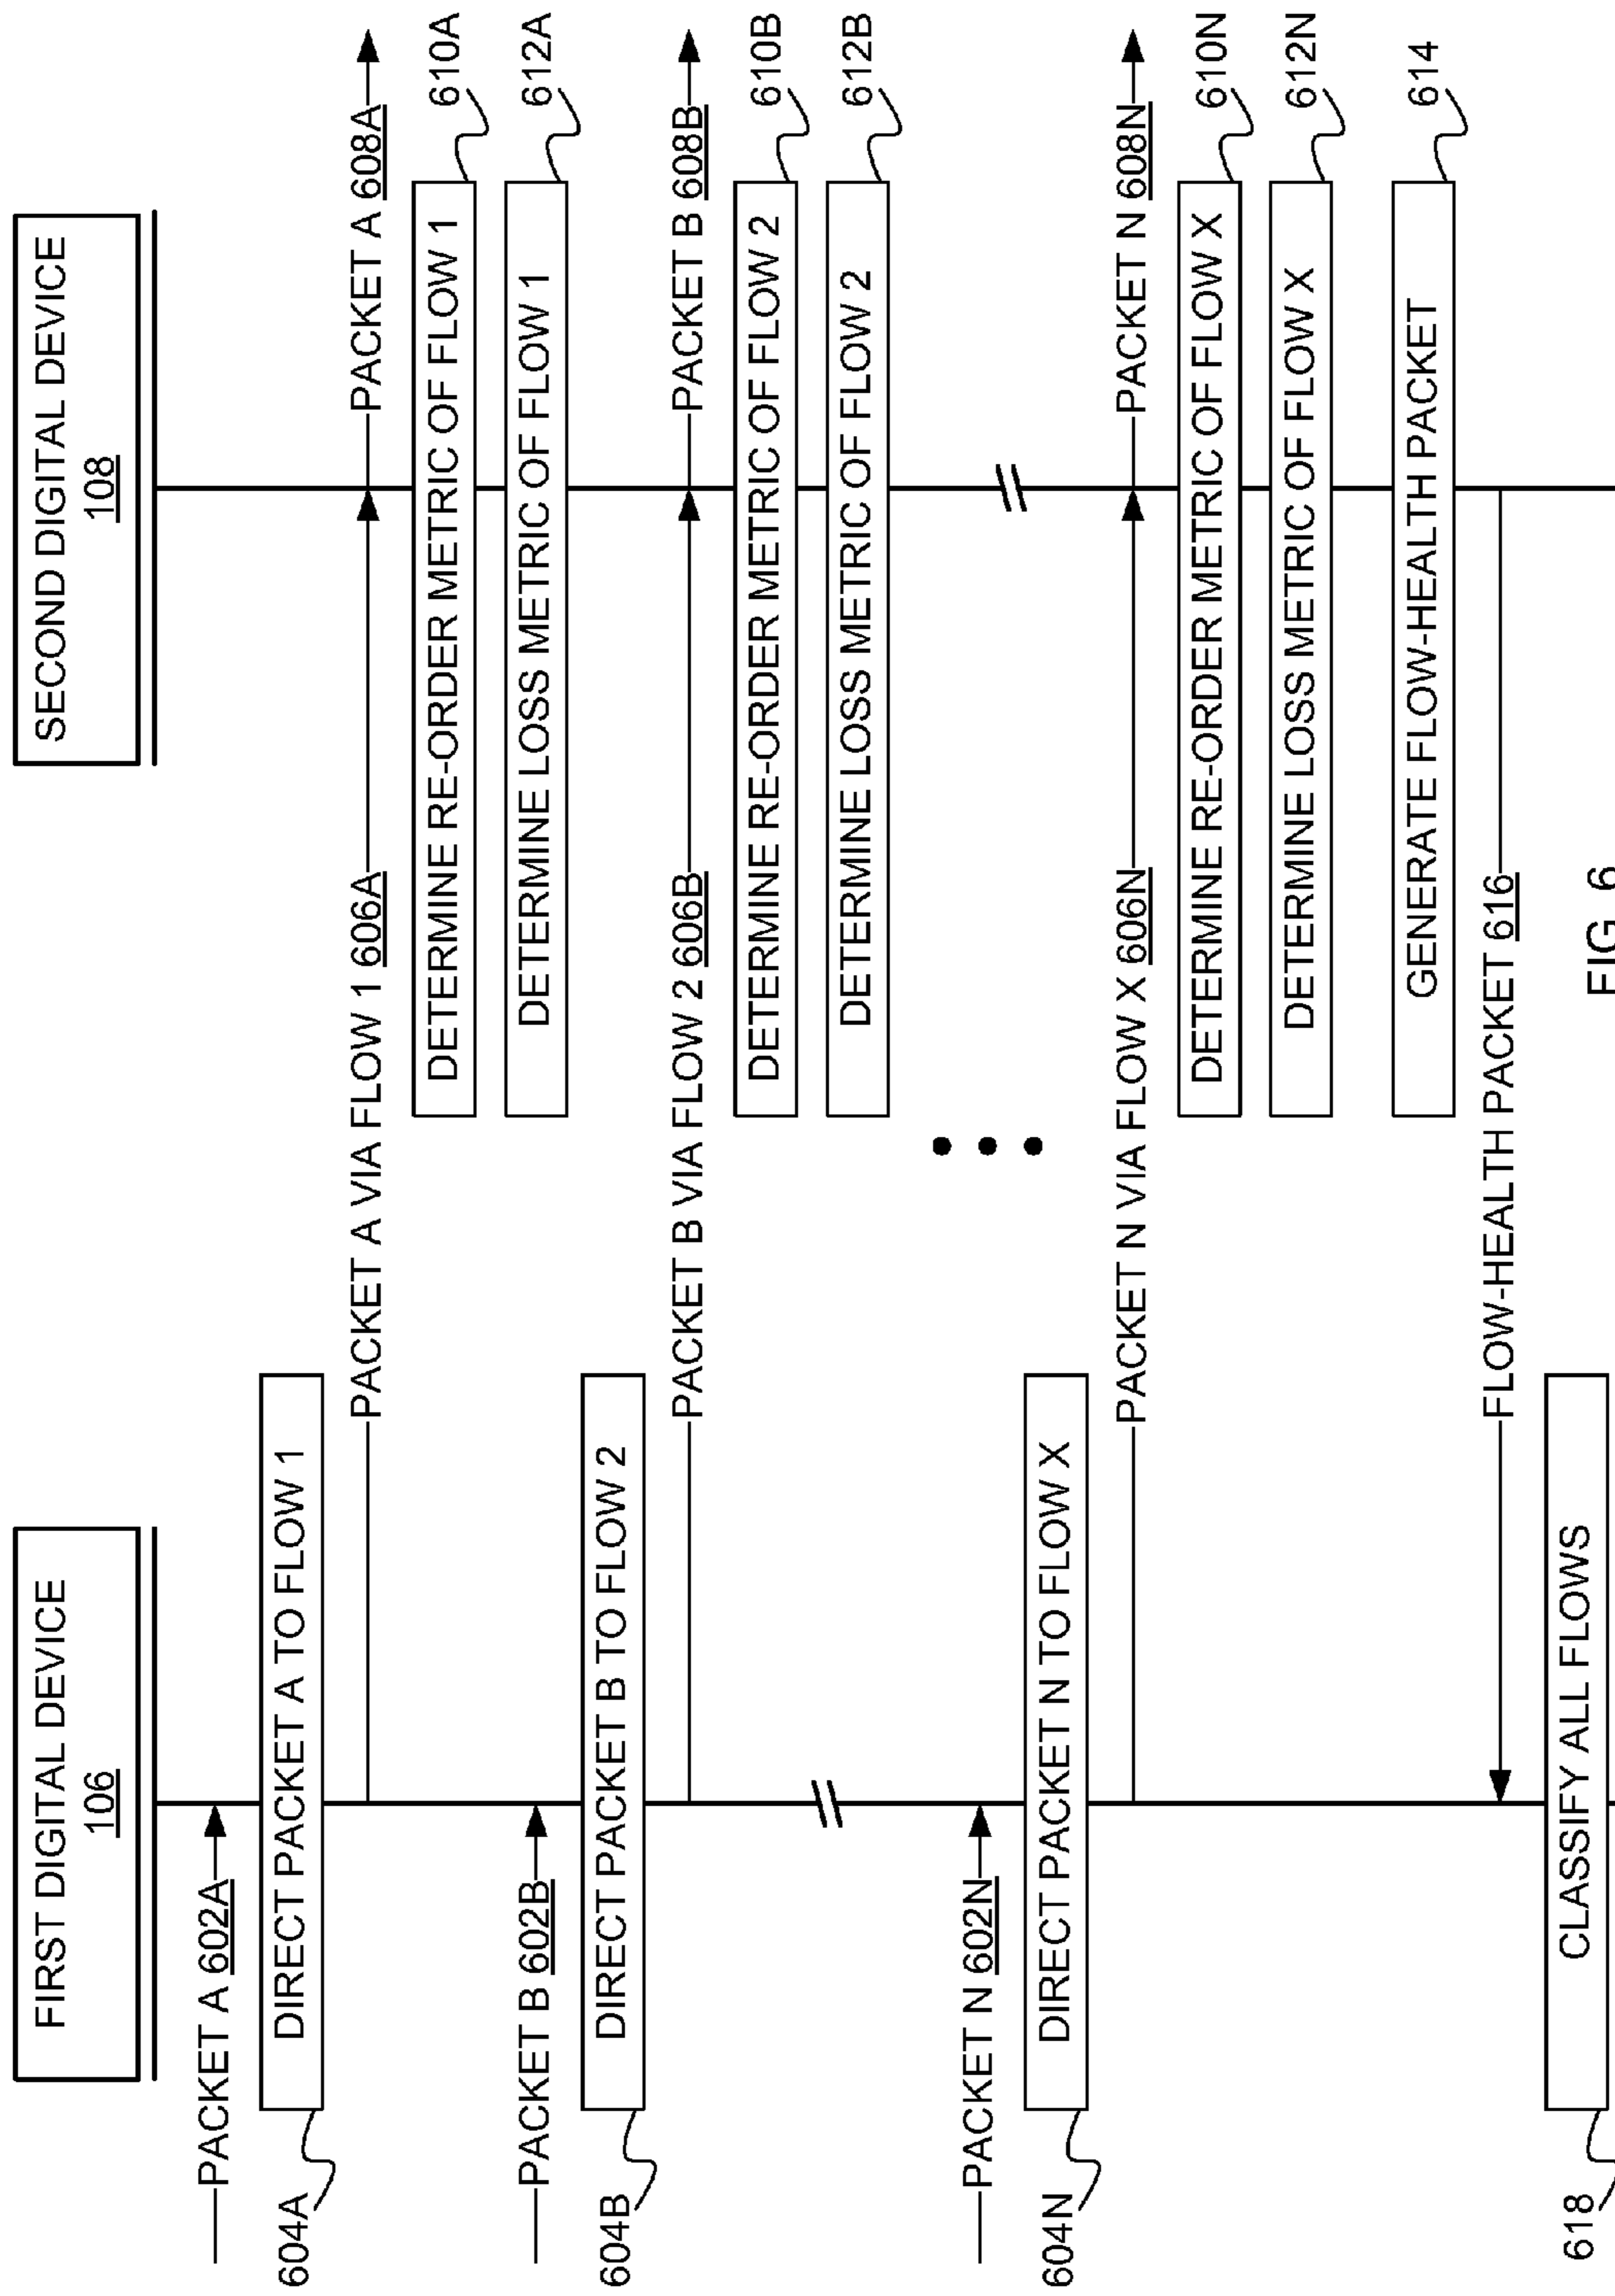 FIRST DIGITAL DEVICE
106
SECOND DIGITAL DEVICE
108
PACKET A 602A
604A
DIRECT PACKET A TO FLOW 1
PACKET A VIA FLOW 1 606A
PACKET A 608A
DETERMINE RE-ORDER METRIC OF FLOW 1
610A
DETERMINE LOSS METRIC OF FLOW 1
612A
PACKET B 602B
604B
DIRECT PACKET B TO FLOW 2
PACKET B VIA FLOW 2 606B
PACKET B 608B
DETERMINE RE-ORDER METRIC OF FLOW 2
610B
DETERMINE LOSS METRIC OF FLOW 2
612B
PACKET N 602N
604N
DIRECT PACKET N TO FLOW X
PACKET N VIA FLOW X 606N
PACKET N 608N
DETERMINE RE-ORDER METRIC OF FLOW X
610N
DETERMINE LOSS METRIC OF FLOW X
612N
GENERATE FLOW-HEALTH PACKET
614
FLOW-HEALTH PACKET 616
618
CLASSIFY ALL FLOWS
FIG. 6